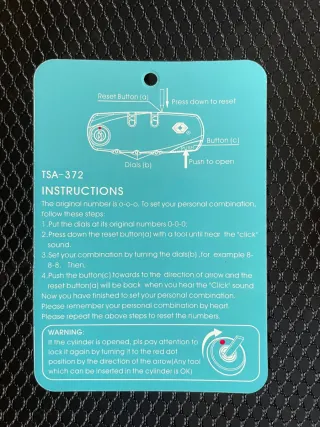 Reset Button (a)
Press down to reset
Button (c)
PUSH
Dials (b)
Push to open
TSA-372
INSTRUCTIONS
The original number is o-o-o. To set your personal combination,
follow these steps:
1.Put the dials at its original numbers 0-0-0.
2.Press down the reset button(a) with a tool until hear the "click"
sound.
3.Set your combination by turning the dials(b) ,for example 8-
8-8. Then,
4.Push the button(c) towards to the direction of arrow and the
reset button(a) will be back when you hear the "Click" sound.
Now you have finished to set your personal combination.
Please remember your personal combination by heart.
Please repeat the above steps to reset the numbers.
WARNING:
If the cylinder is opened, pls pay attention to
lock it again by turning it to the red dot
position by the direction of the arrow(Any tool
which can be inserted in the cylinder is OK)